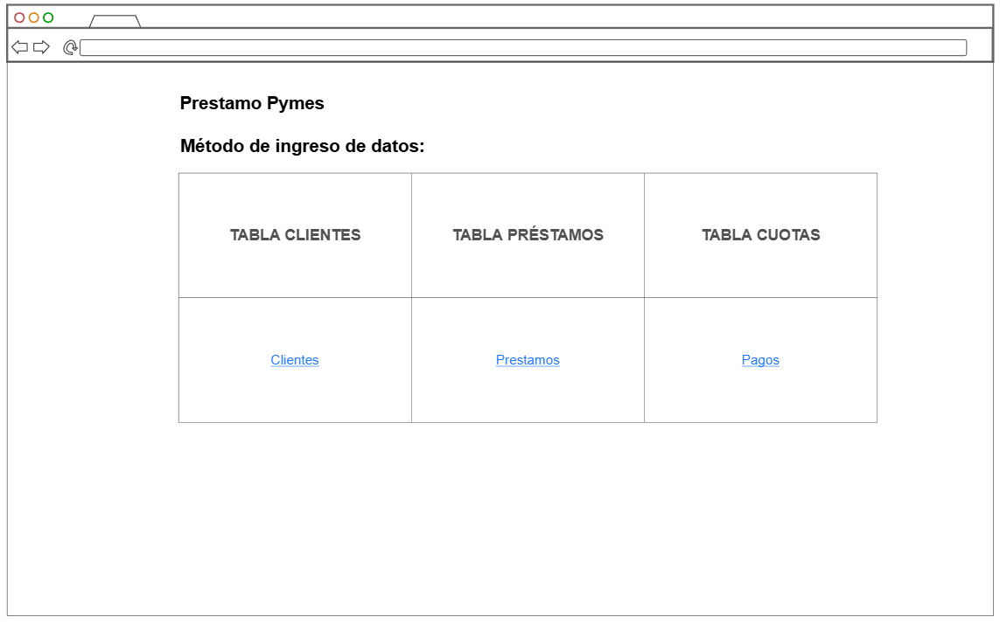 Prestamo Pymes
Método de ingreso de datos:
TABLA CLIENTES
TABLA PRÉSTAMOS
TABLA CUOTAS
Clientes
Prestamos
Pagos